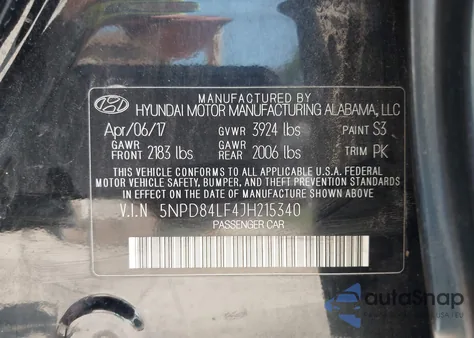 MANUFACTURED BY
HYUNDAI MOTOR MANUFACTURING ALABAMA, LLC
Apr/06/17 GVWR 3924 lbs PAINT S3
GAWR FRONT 2183 lbs GAWR REAR 2006 lbs TRIM PK
THIS VEHICLE CONFORMS TO ALL APPLICABLE U.S.A. FEDERAL
MOTOR VEHICLE SAFETY, BUMPER, AND THEFT PREVENTION STANDARDS
IN EFFECT ON THE DATE OF MANUFACTURE SHOWN ABOVE.
V.I.N 5NPD84LF4JH215340
PASSENGER CAR
autoSnap